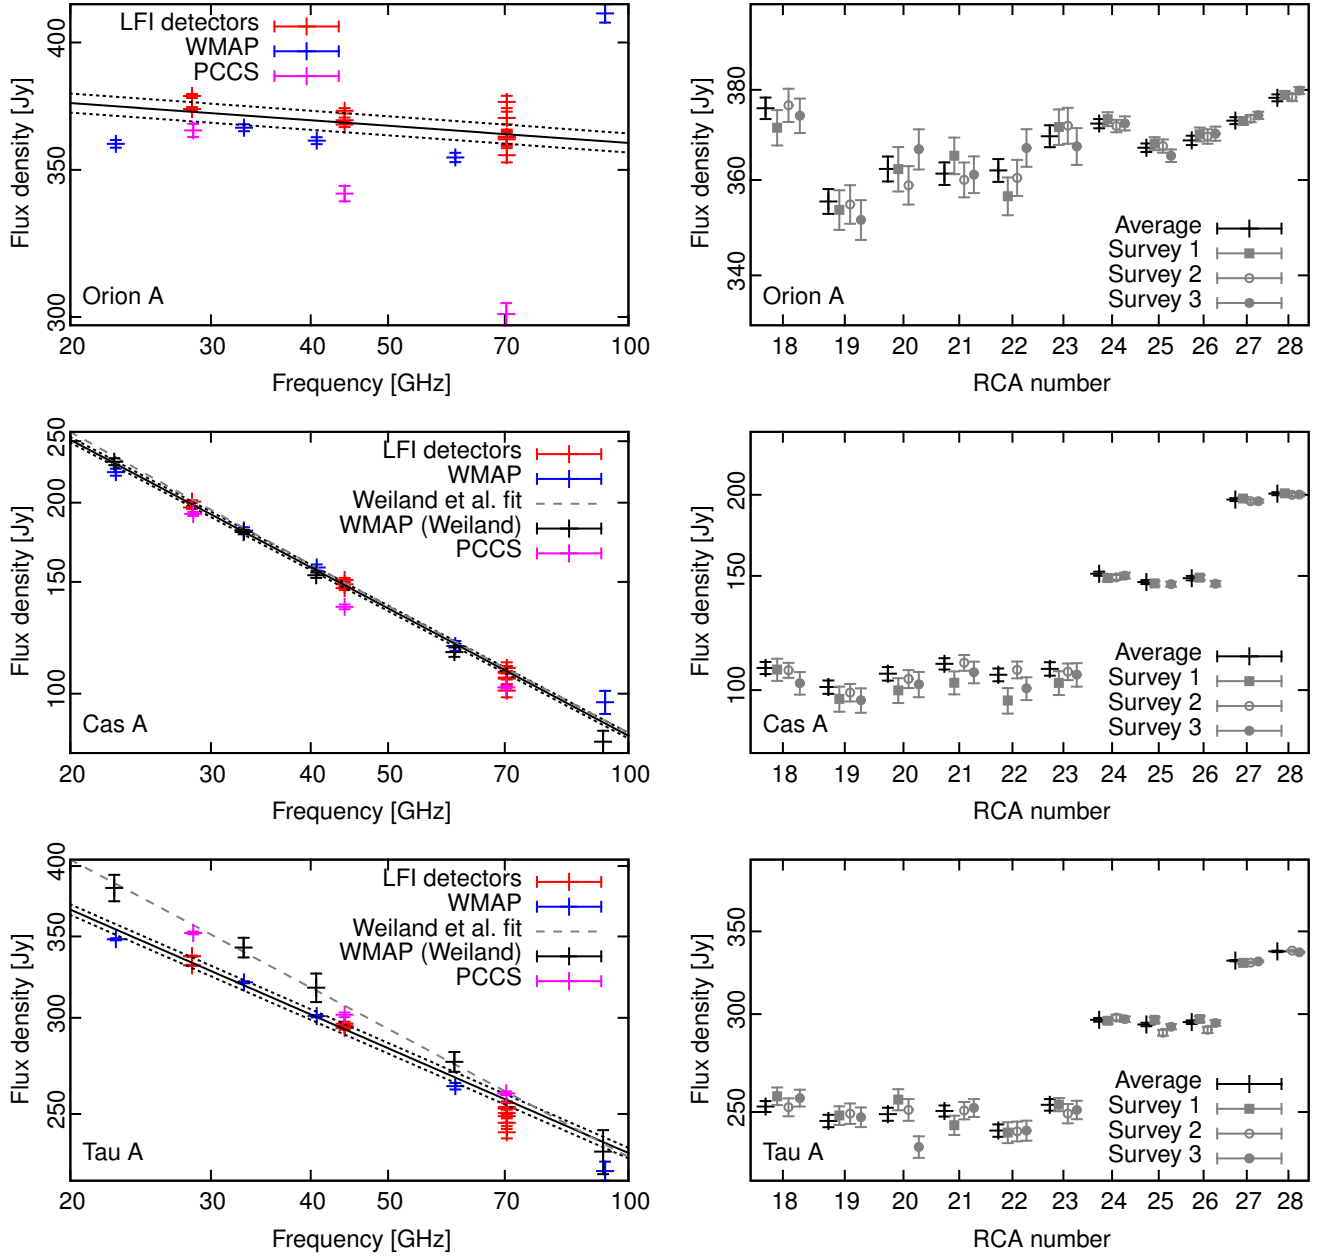 Flux density [Jy]
400
350
300
LFI detectors
WMAP
PCCS
Orion A
20
30
40
50
70
100
Frequency [GHz]
Flux density [Jy]
380
360
340
Average
Survey 1
Survey 2
Survey 3
Orion A
18
19
20
21
22
23
24
25
26
27
28
RCA number
Flux density [Jy]
250
200
150
100
LFI detectors
WMAP
Weiland et al. fit
WMAP (Weiland)
PCCS
Cas A
20
30
40
50
70
100
Frequency [GHz]
Flux density [Jy]
200
150
100
Average
Survey 1
Survey 2
Survey 3
Cas A
18
19
20
21
22
23
24
25
26
27
28
RCA number
Flux density [Jy]
400
350
300
250
LFI detectors
WMAP
Weiland et al. fit
WMAP (Weiland)
PCCS
Tau A
20
30
40
50
70
100
Frequency [GHz]
Flux density [Jy]
350
300
250
Average
Survey 1
Survey 2
Survey 3
Tau A
18
19
20
21
22
23
24
25
26
27
28
RCA number